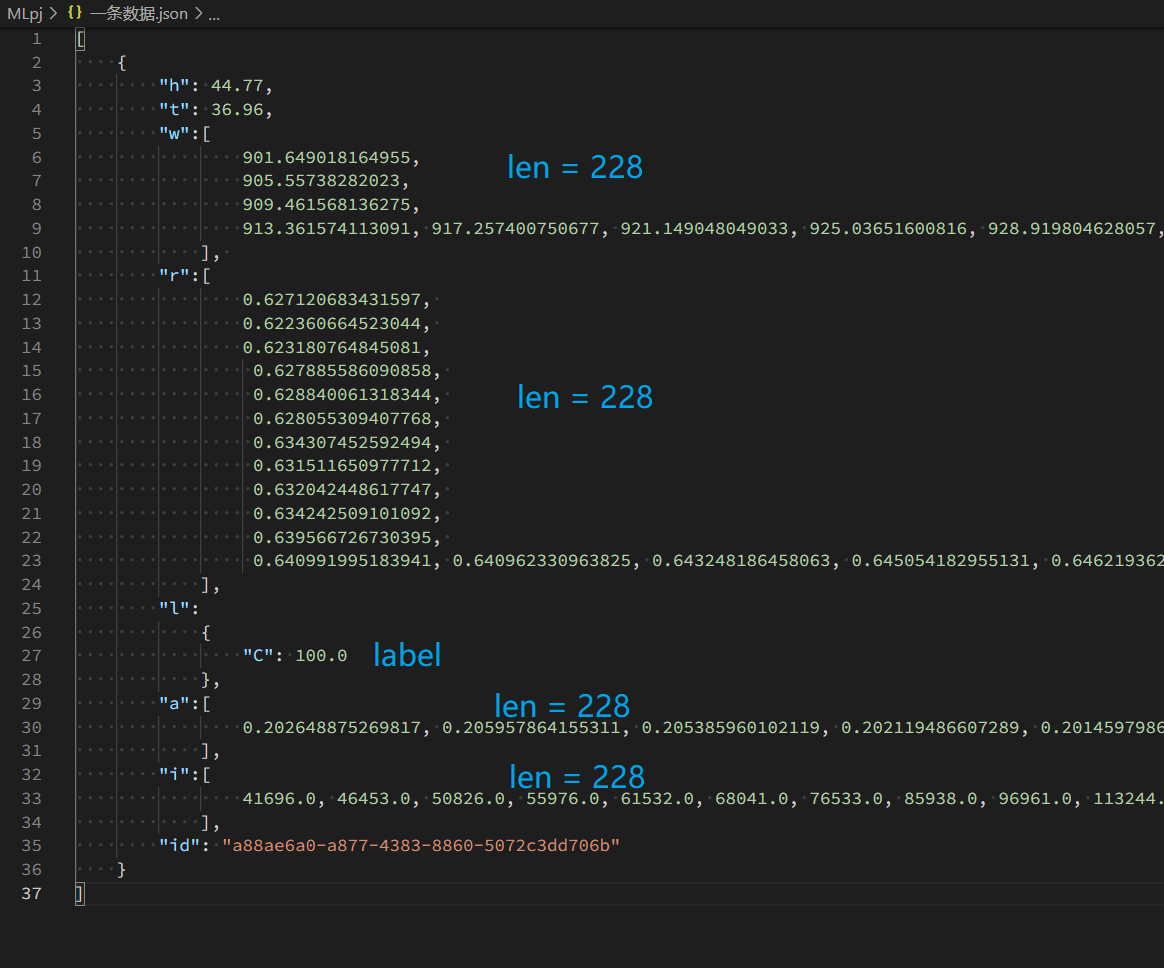 MLpj > {} 一条数据.json > ...
1 [
2 {
3 "h": 44.77,
4 "t": 36.96,
5 "w":[
6 901.649018164955,
len = 228
7 905.55738282023,
8 909.461568136275,
9 913.361574113091, 917.257400750677, 921.149048049033, 925.03651600816, 928.919804628057,
10 ],
11 "r":[
12 0.627120683431597,
13 0.622360664523044,
14 0.623180764845081,
15 0.627885586090858,
16 0.628840061318344,
len = 228
17 0.628055309407768,
18 0.634307452592494,
19 0.631511650977712,
20 0.632042448617747,
21 0.634242509101092,
22 0.639566726730395,
23 0.640991995183941, 0.640962330963825, 0.643248186458063, 0.645054182955131, 0.646219362
24 ],
25 "l":
26 {
27 "C": 100.0 label
28 },
29 "a":[
len = 228
30 0.202648875269817, 0.205957864155311, 0.205385960102119, 0.202119486607289, 0.2014597986
31 ],
32 "i":[
len = 228
33 41696.0, 46453.0, 50826.0, 55976.0, 61532.0, 68041.0, 76533.0, 85938.0, 96961.0, 113244.
34 ],
35 "id": "a88ae6a0-a877-4383-8860-5072c3dd706b"
36 }
37 ]